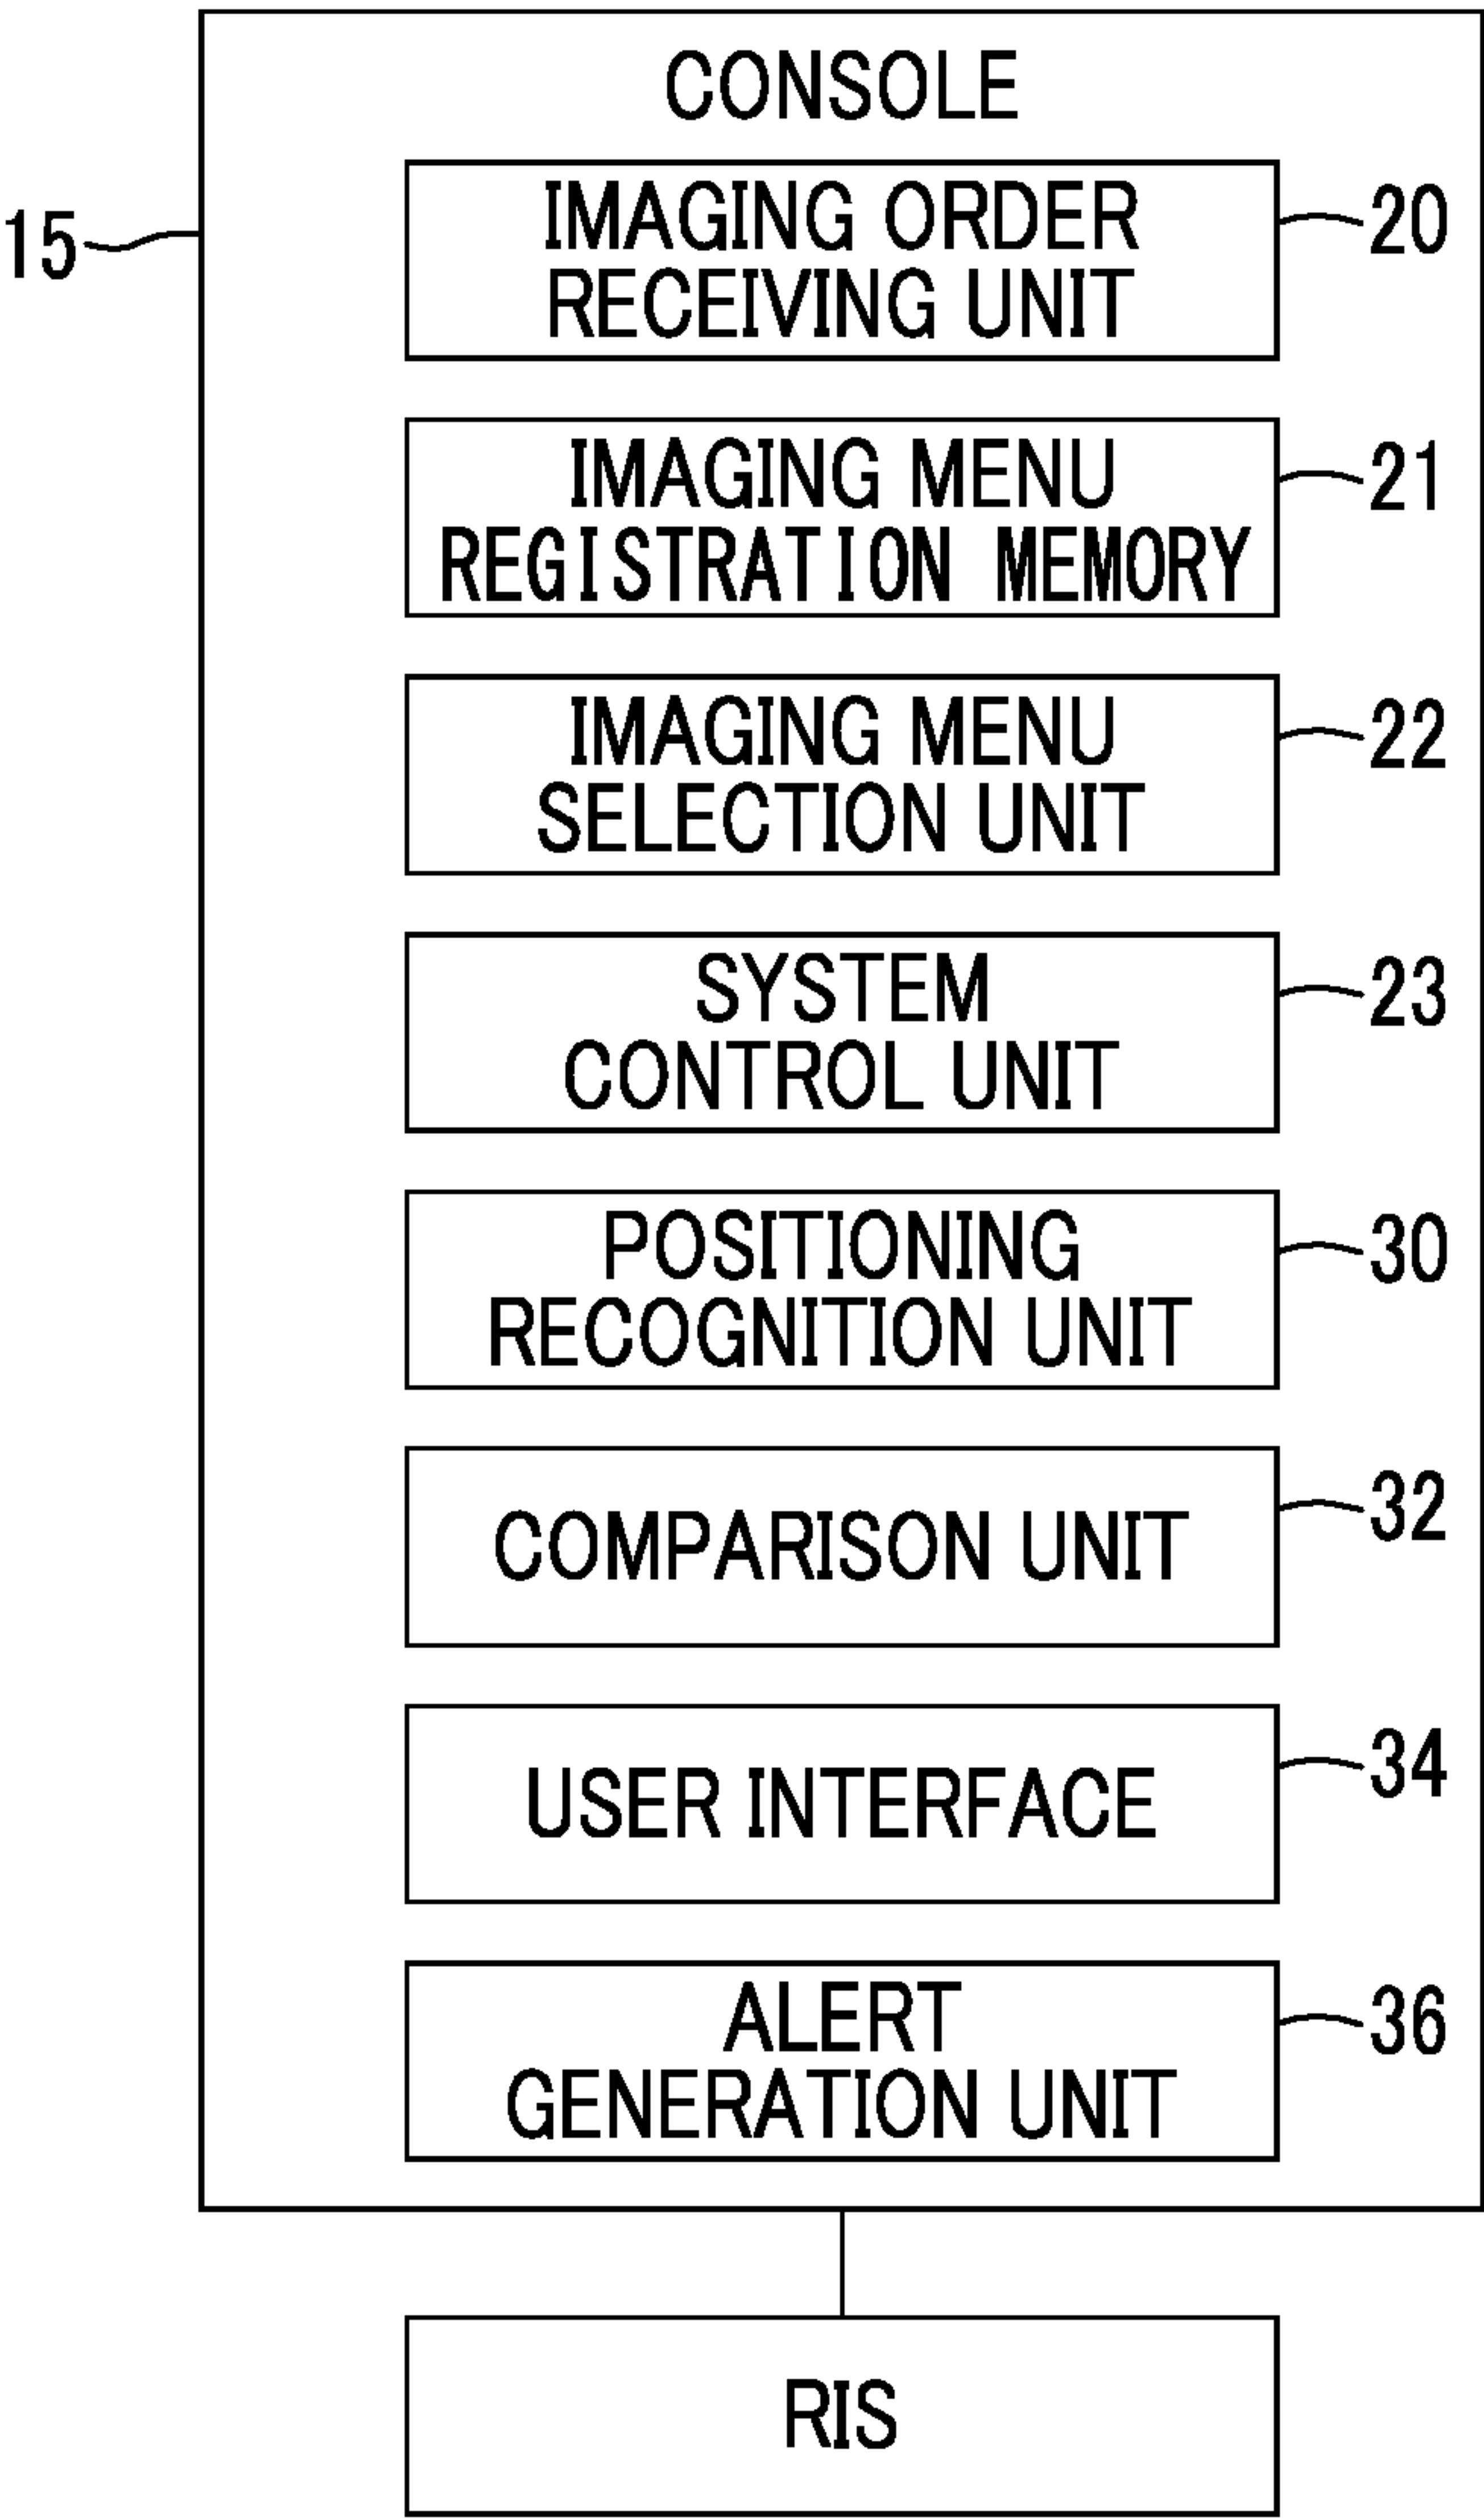 CONSOLE
15
IMAGING ORDER
RECEIVING UNIT
20
IMAGING MENU
REGISTRATION MEMORY
21
IMAGING MENU
SELECTION UNIT
22
SYSTEM
CONTROL UNIT
23
POSITIONING
RECOGNITION UNIT
30
COMPARISON UNIT
32
USER INTERFACE
34
ALERT
GENERATION UNIT
36
RIS